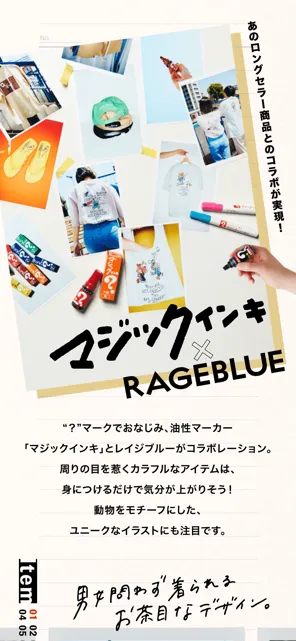 No.
あのロングセラー商品とのコラボが実現！
マジックインキ
×
RAGEBLUE
“?”マークでおなじみ、油性マーカー
「マジックインキ」とレイジブルーがコラボレーション。
周りの目を惹くカラフルなアイテムは、
身につけるだけで気分が上がりそう！
動物をモチーフにした、
ユニークなイラストにも注目です。
男女問わず着られる
お茶目なデザイン。
item
01 02
04 05